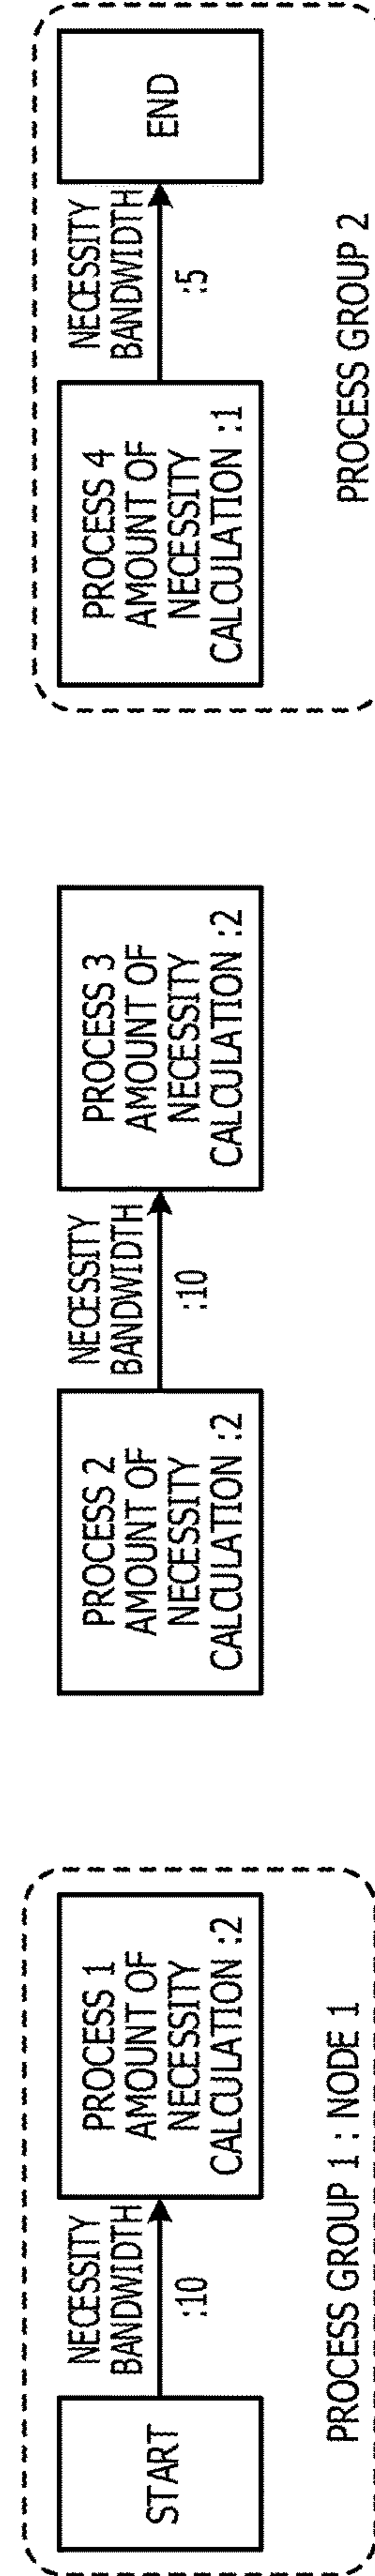 START
NECESSITY
BANDWIDTH
:10
PROCESS 1
AMOUNT OF
NECESSITY
CALCULATION :2
PROCESS GROUP 1 : NODE 1
PROCESS 2
AMOUNT OF
NECESSITY
CALCULATION :2
NECESSITY
BANDWIDTH
:10
PROCESS 3
AMOUNT OF
NECESSITY
CALCULATION :2
PROCESS 4
AMOUNT OF
NECESSITY
CALCULATION :1
NECESSITY
BANDWIDTH
:5
END
PROCESS GROUP 2